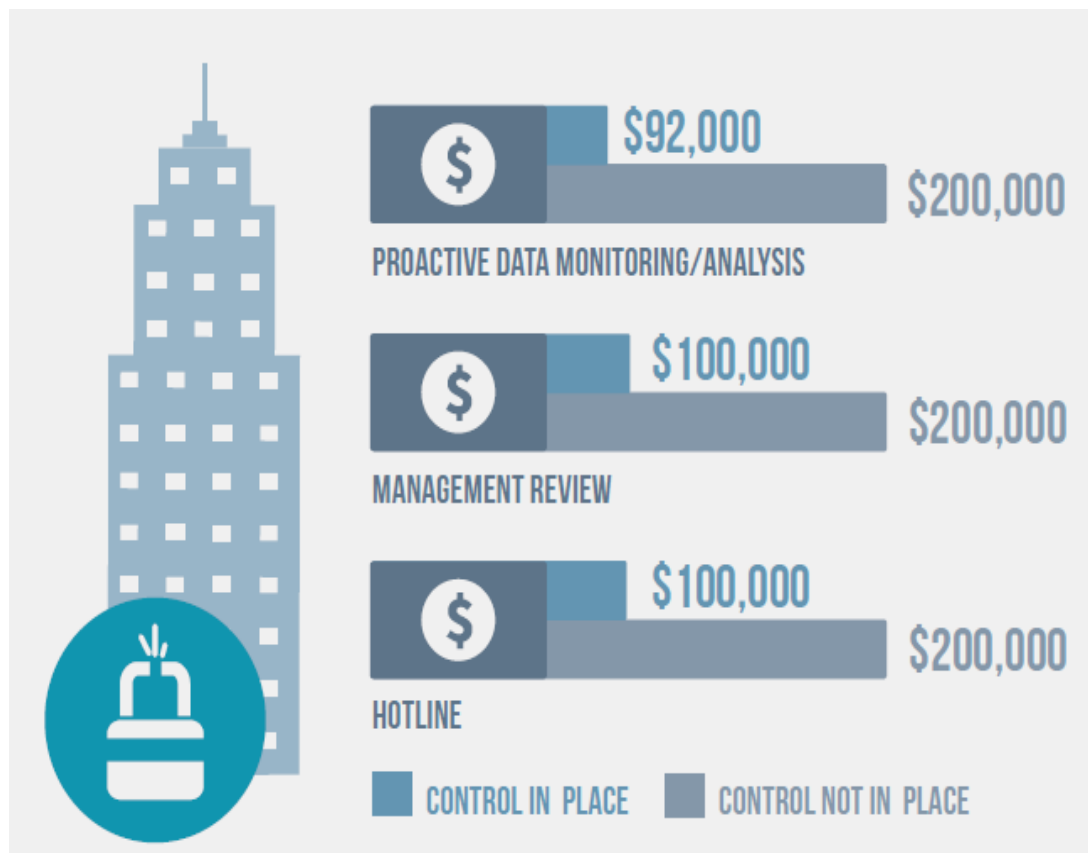 $
$92,000
$200,000
PROACTIVE DATA MONITORING/ANALYSIS
$
$100,000
$200,000
MANAGEMENT REVIEW
$
$100,000
$200,000
HOTLINE
CONTROL IN PLACE
CONTROL NOT IN PLACE